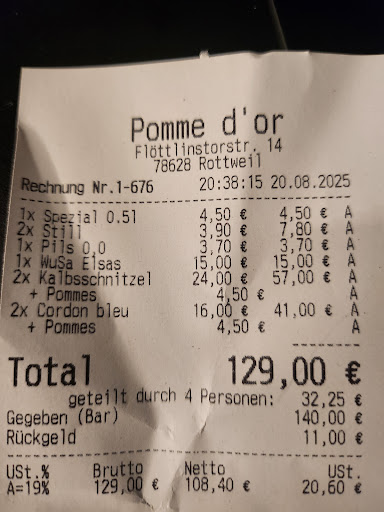 Pomme d'or
Flöttlinstorstr. 14
78628 Rottweil
Rechnung Nr.1-676 20:38:15 20.08.2025
1x Spezial 0.5l 4,50 € 4,50 € A
2x Still 3,90 € 7,80 € A
1x Pils 0,0 3,70 € 3,70 € A
1x WuSa Elsas 15,00 € 15,00 € A
2x Kalbsschnitzel 24,00 € 57,00 € A
+ Pommes 4,50 € A
2x Cordon bleu 16,00 € 41,00 € A
+ Pommes 4,50 € A
Total 129,00 €
geteilt durch 4 Personen: 32,25 €
Gegeben (Bar) 140,00 €
Rückgeld 11,00 €
USt.% Brutto Netto USt.
A=19% 129,00 € 108,40 € 20,60 €